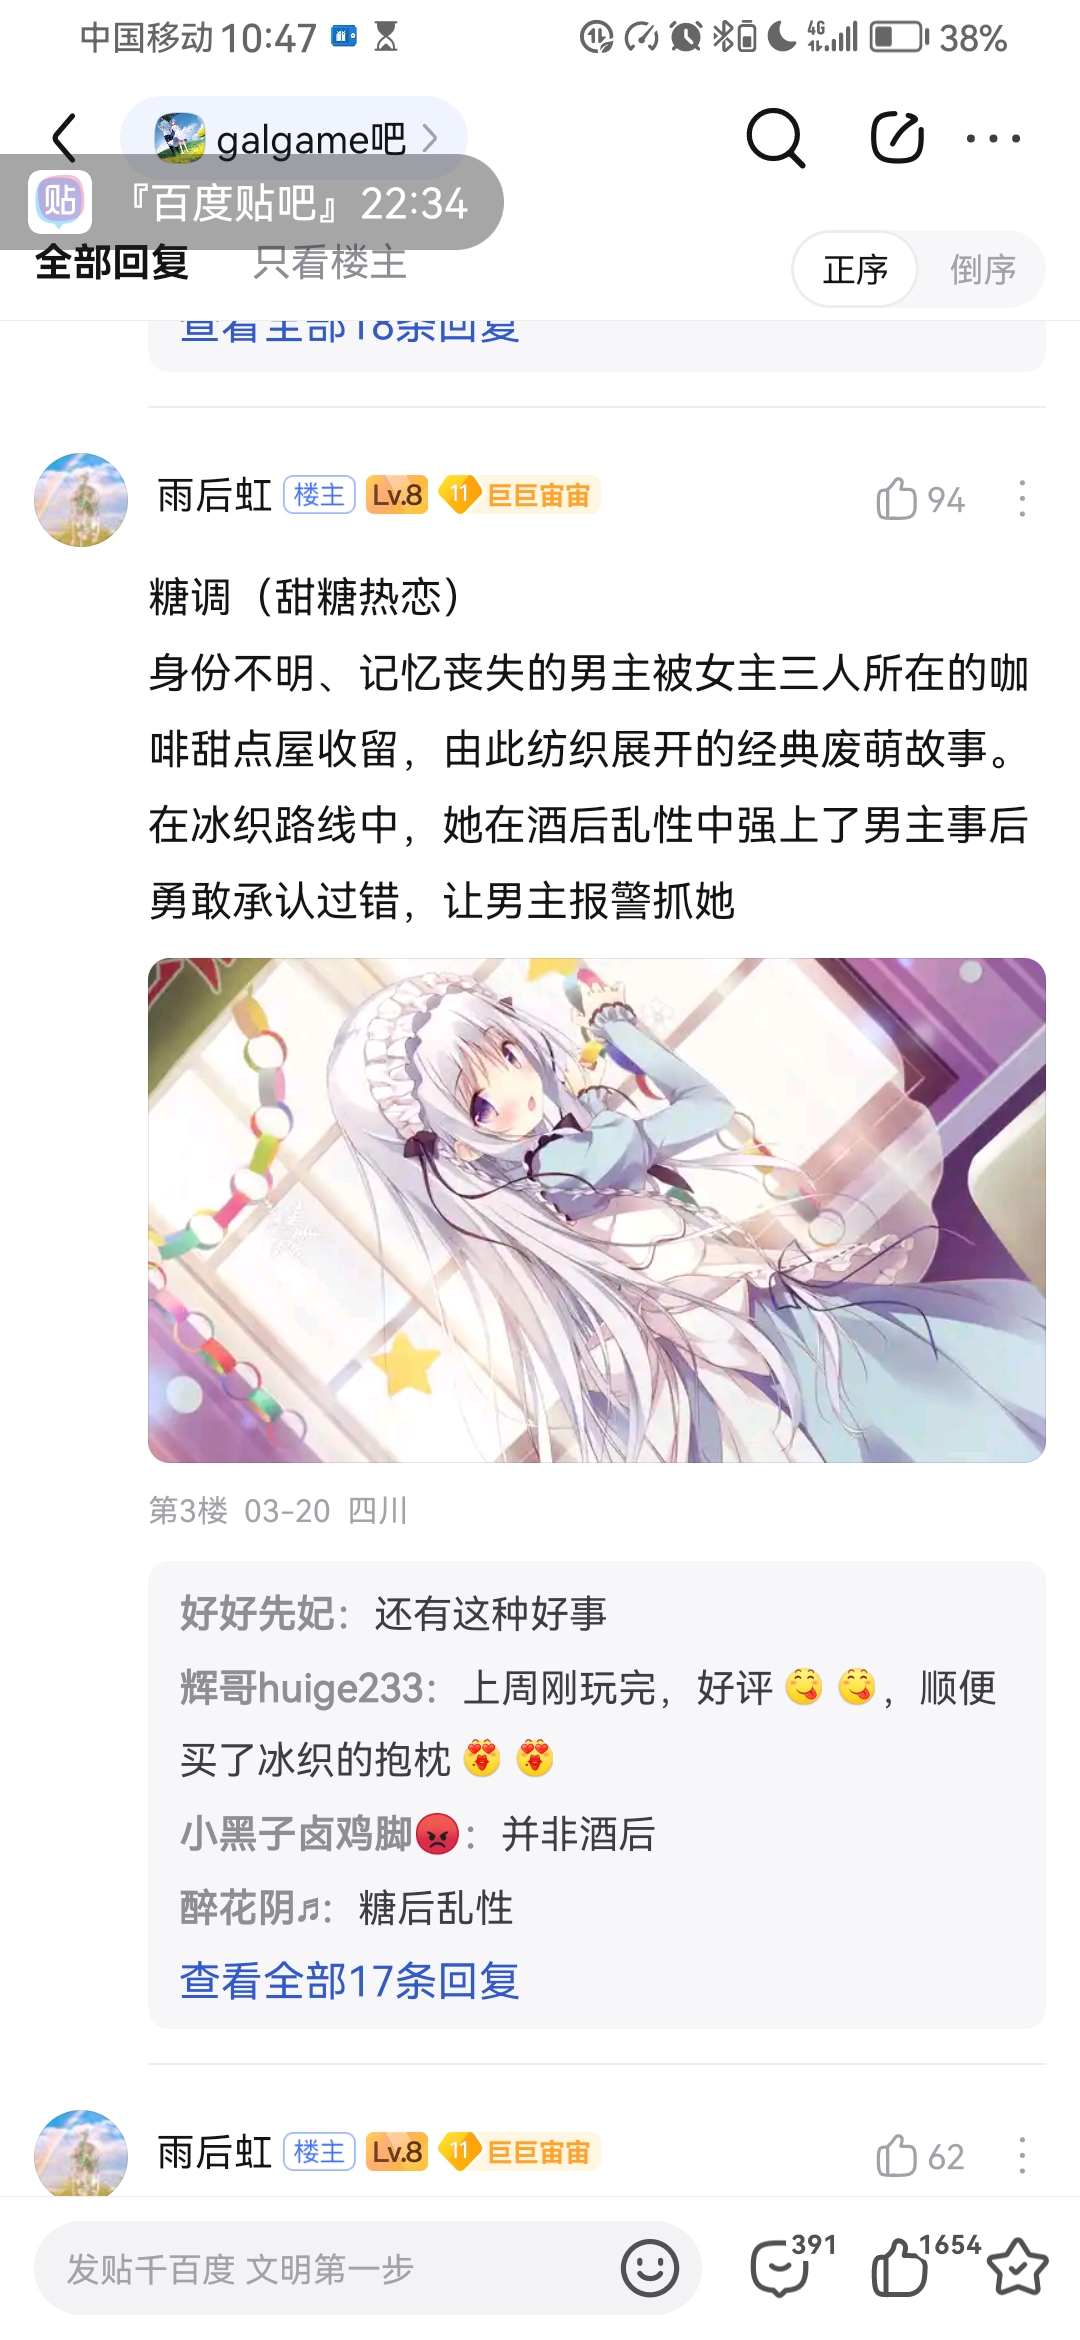 中国移动 10:47 4G 38%
galgame吧
贴 『百度贴吧』 22:34
全部回复 只看楼主 正序 倒序
查看全部18条回复
雨后虹 楼主 Lv.8 11 巨巨宙宙 94
糖调（甜糖热恋）
身份不明、记忆丧失的男主被女主三人所在的咖
啡甜点屋收留，由此纺织展开的经典废萌故事。
在冰织路线中，她在酒后乱性中强上了男主事后
勇敢承认过错，让男主报警抓她
第3楼 03-20 四川
好好先妃：还有这种好事
辉哥huige233：上周刚玩完，好评😋😋，顺便
买了冰织的抱枕😍😍
小黑子卤鸡脚😡：并非酒后
醉花阴♬：糖后乱性
查看全部17条回复
雨后虹 楼主 Lv.8 11 巨巨宙宙 62
发贴千百度 文明第一步 391 1654